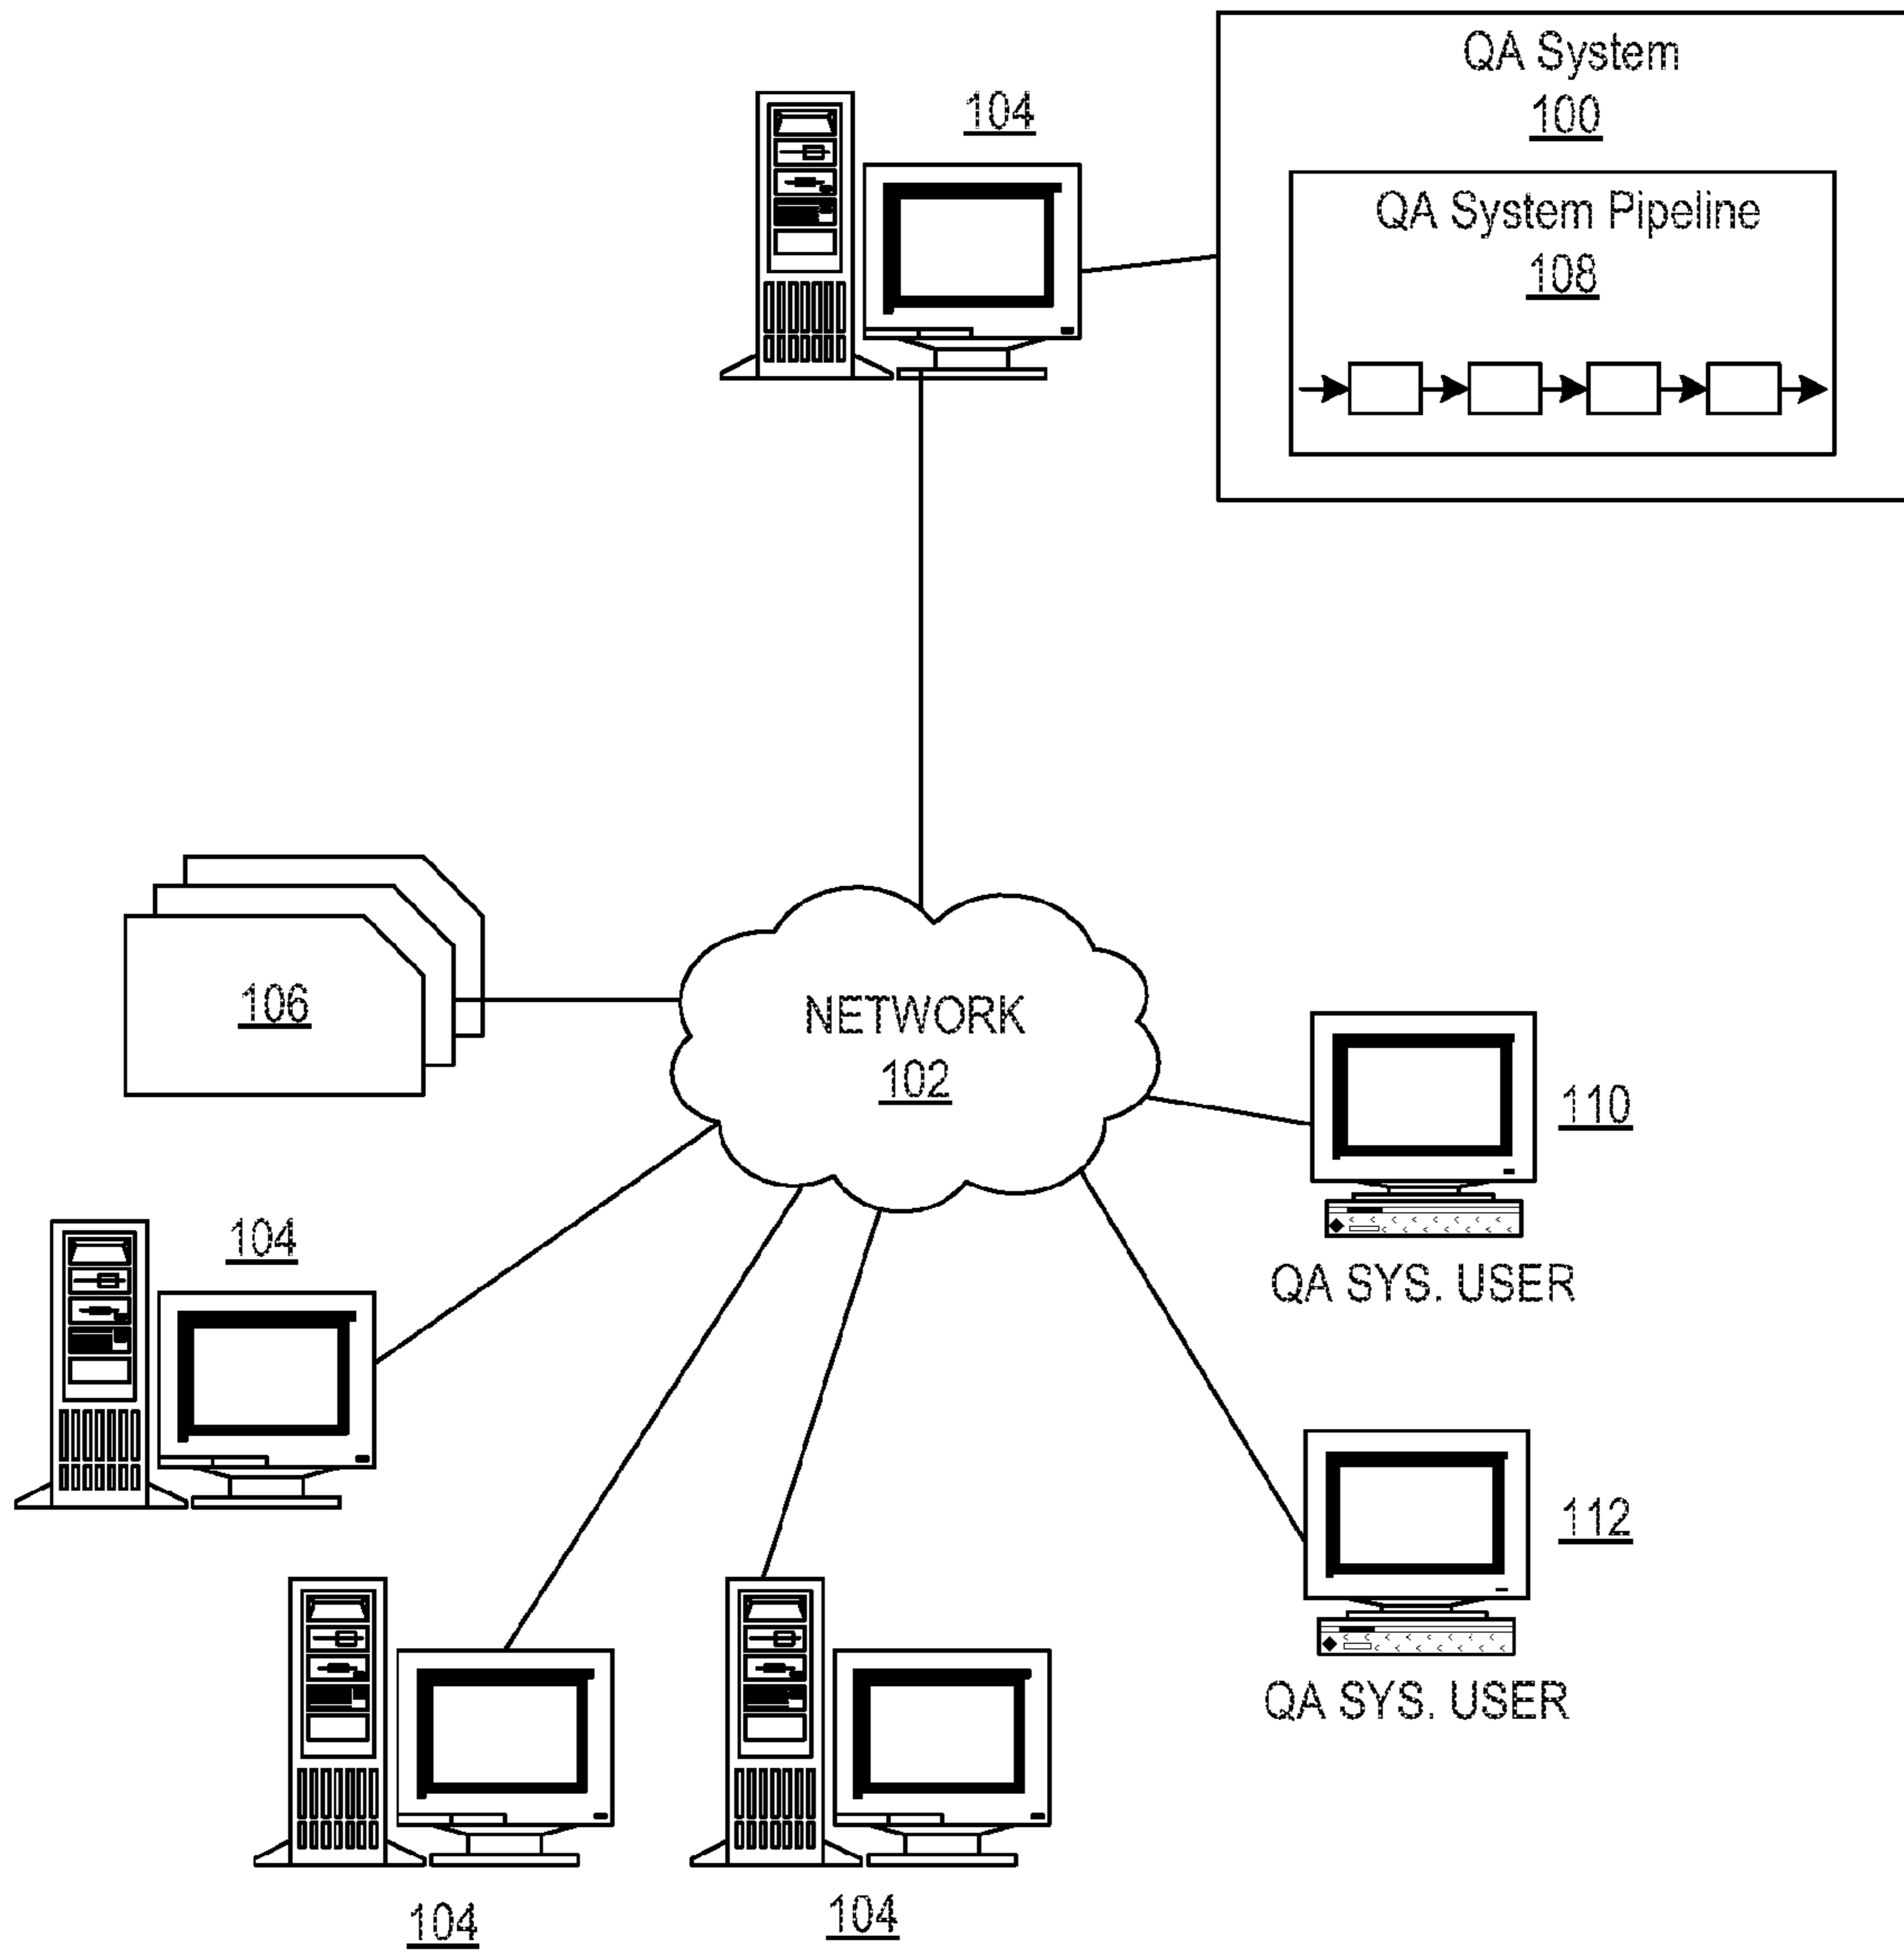 QA System
100
104
QA System Pipeline
108
106
NETWORK
102
110
QA SYS. USER
104
112
QA SYS. USER
104
104